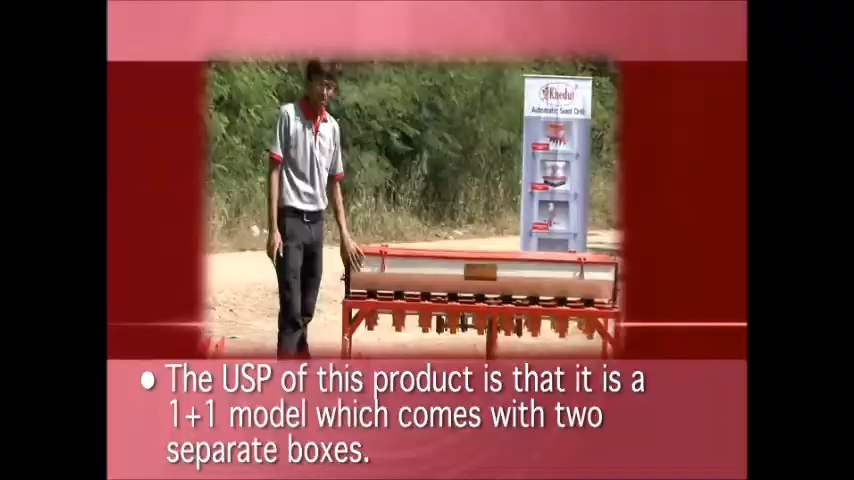 Khedut
Automatic Seed Drill
• The USP of this product is that it is a
1+1 model which comes with two
separate boxes.